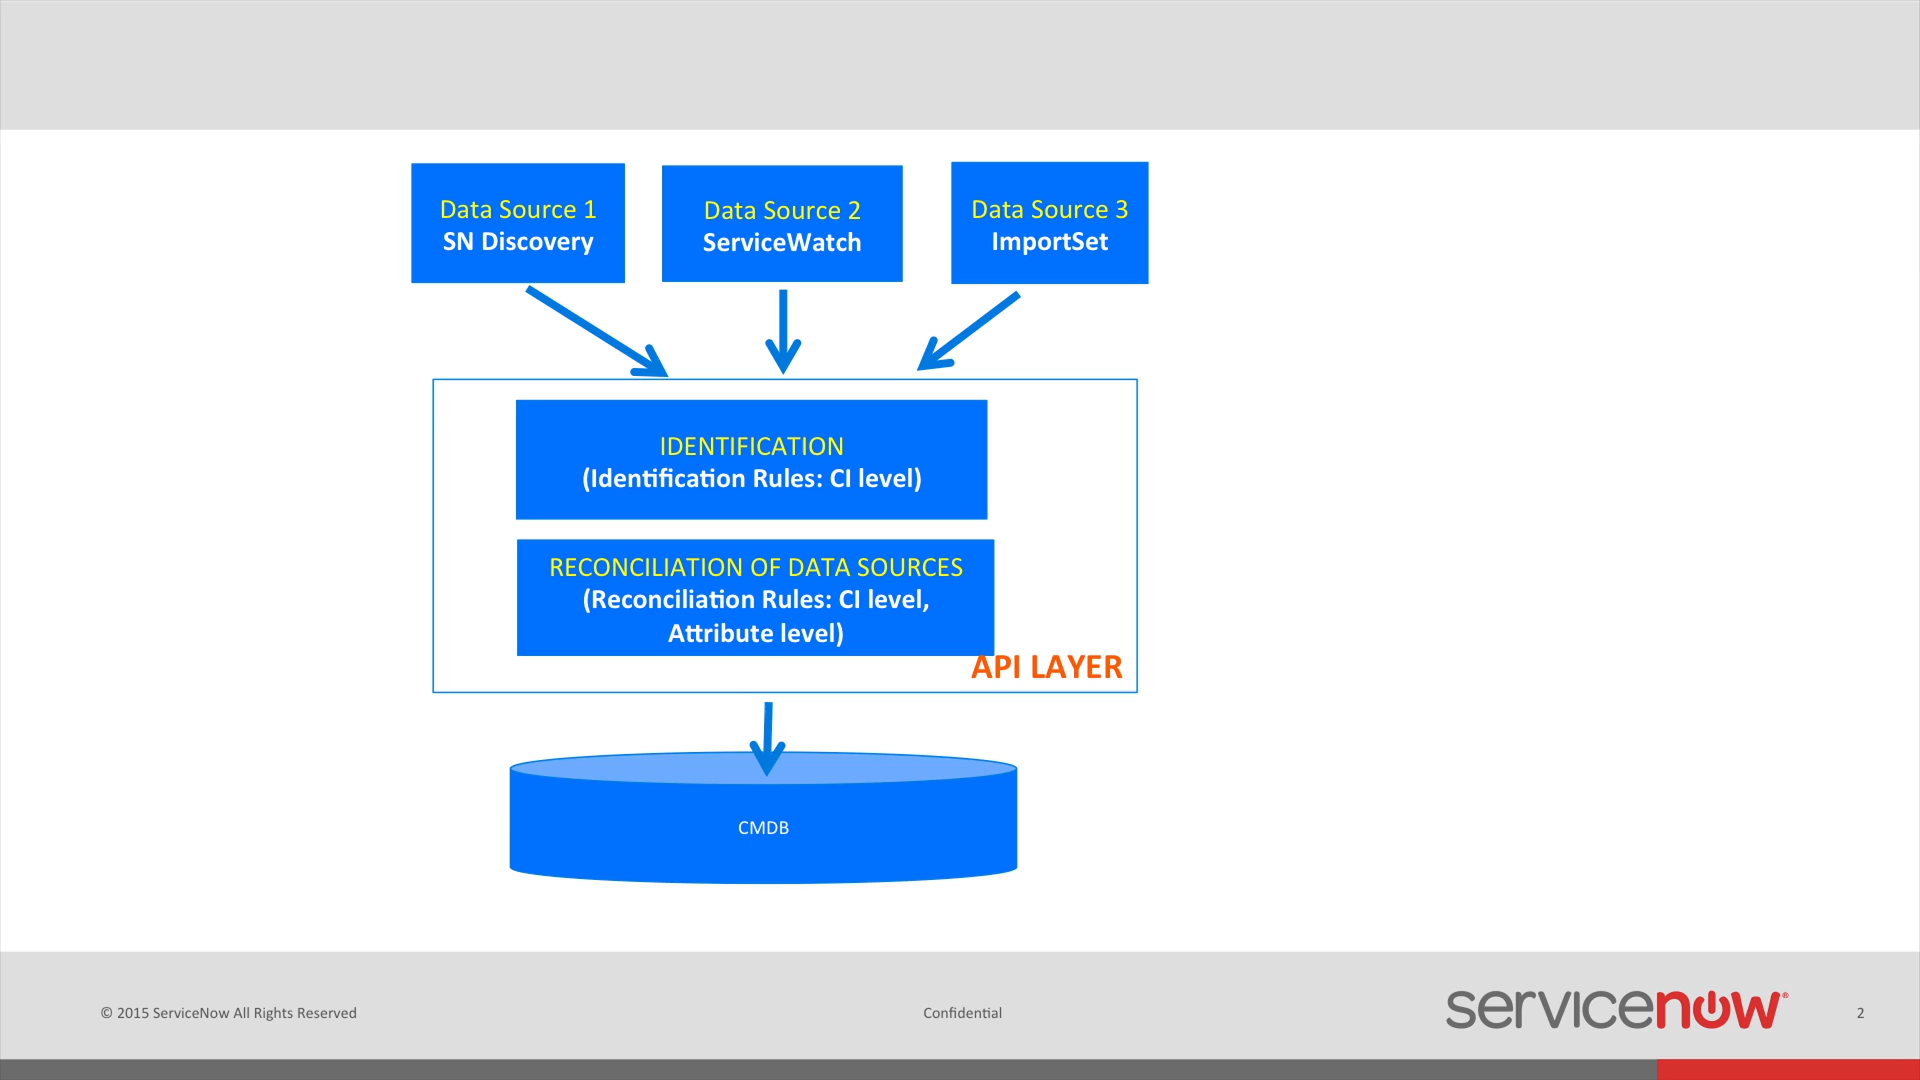 Data Source 1
SN Discovery
Data Source 2
ServiceWatch
Data Source 3
ImportSet
IDENTIFICATION
(Identification Rules: CI level)
RECONCILIATION OF DATA SOURCES
(Reconciliation Rules: CI level,
Attribute level)
API LAYER
CMDB
© 2015 ServiceNow All Rights Reserved
Confidential
servicenow®
2